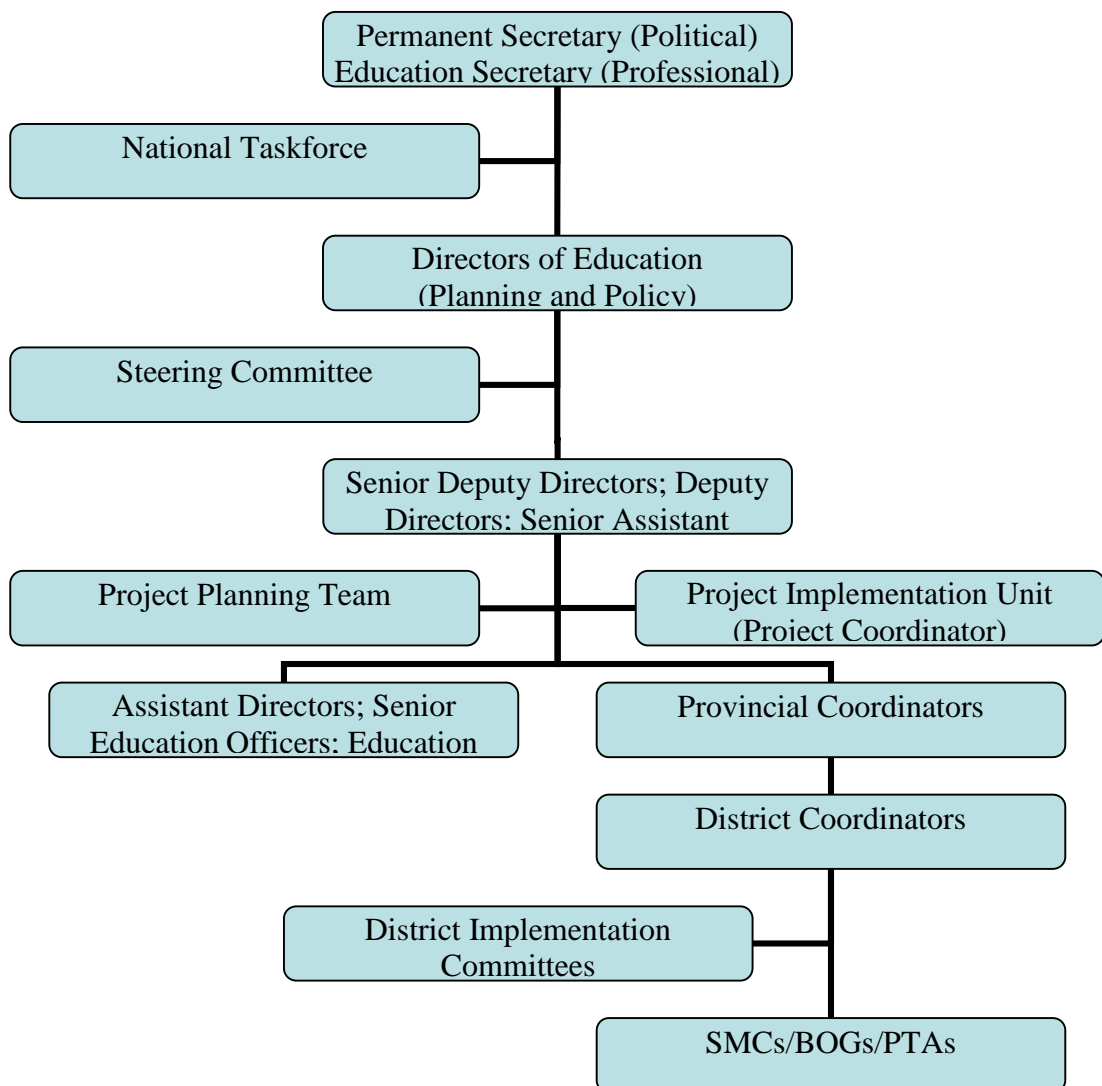 Permanent Secretary (Political)
Education Secretary (Professional)
National Taskforce
Directors of Education
(Planning and Policy)
Steering Committee
Senior Deputy Directors; Deputy
Directors; Senior Assistant
Project Planning Team
Project Implementation Unit
(Project Coordinator)
Assistant Directors; Senior
Education Officers; Education
Provincial Coordinators
District Coordinators
District Implementation
Committees
SMCs/BOGs/PTAs